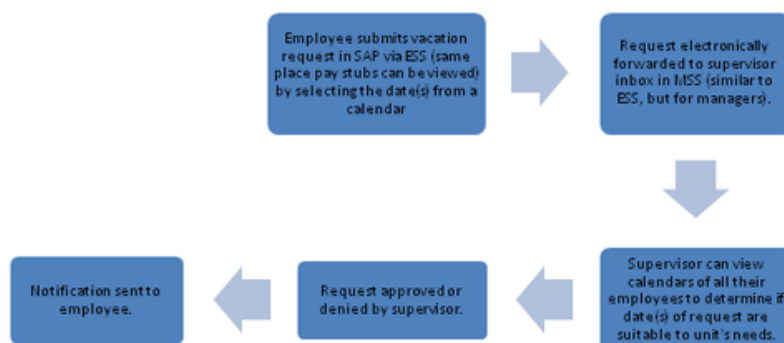 Employee submits vacation
request in SAP via ESS (same
place pay stubs can be viewed)
by selecting the date(s) from a
calendar
Request electronically
forwarded to supervisor
inbox in MSS (similar to
ESS, but for managers).
Supervisor can view
calendars of all their
employees to determine if
date(s) of request are
suitable to unit's needs.
Request approved or
denied by supervisor.
Notification sent to
employee.